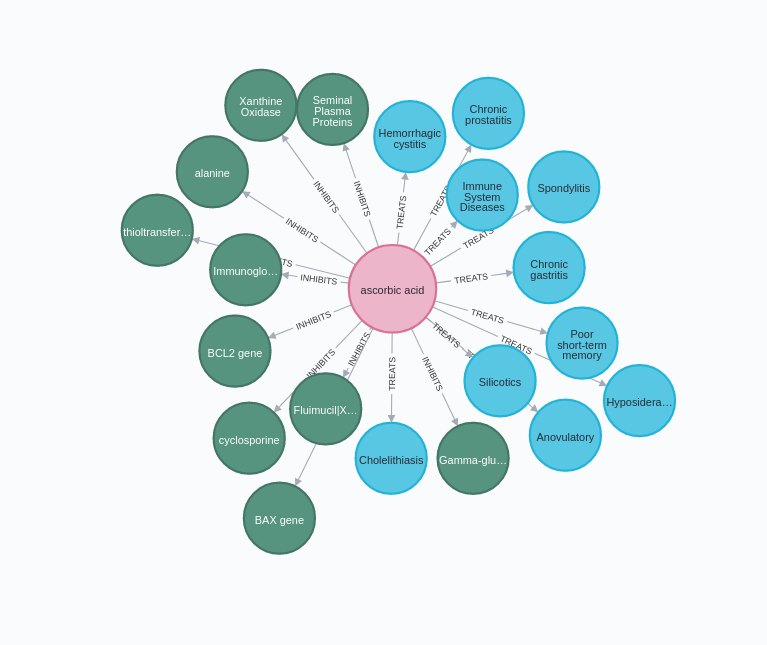 Xanthine
Oxidase
Seminal
Plasma
Proteins
Hemorrhagic
cystitis
Chronic
prostatitis
alanine
Immune
System
Diseases
Spondylitis
thioltransfer…
INHIBITS
INHIBITS
TREATS
TREATS
INHIBITS
TREATS
TREATS
Immunoglo…
TS
INHIBITS
ascorbic acid
TREATS
Chronic
gastritis
BCL2 gene
INHIBITS
INHIBITS
INHIBITS
TREATS
INHIBITS
TREATS
TREATS
TREATS
Poor
short-term
memory
Silicotics
Hyposidera…
Fluimucil|X…
cyclosporine
Cholelithiasis
Gamma-glu…
Anovulatory
BAX gene